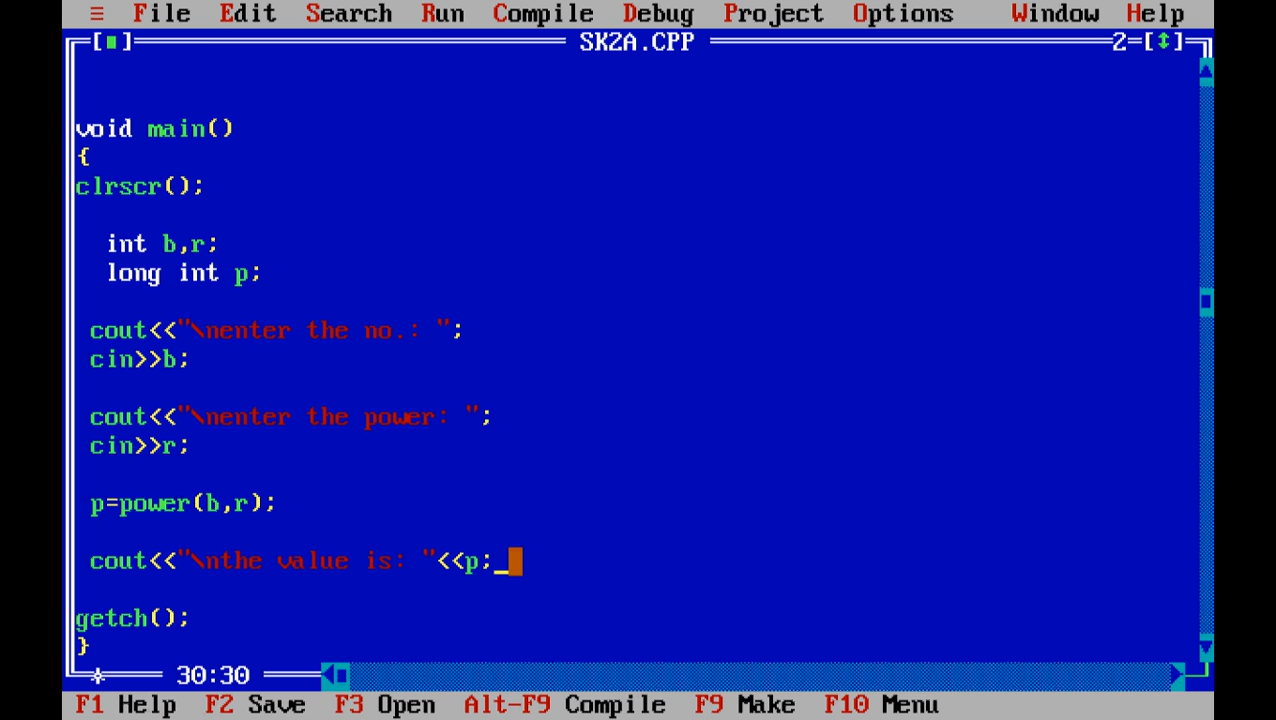 ≡ File Edit Search Run Compile Debug Project Options Window Help
[■] SK2A.CPP 2=[↕]
void main()
{
clrscr();
int b,r;
long int p;
cout<<"\nenter the no.: ";
cin>>b;
cout<<"\nenter the power: ";
cin>>r;
p=power(b,r);
cout<<"\nthe value is: "<<p;_
getch();
}
30:30
F1 Help F2 Save F3 Open Alt-F9 Compile F9 Make F10 Menu